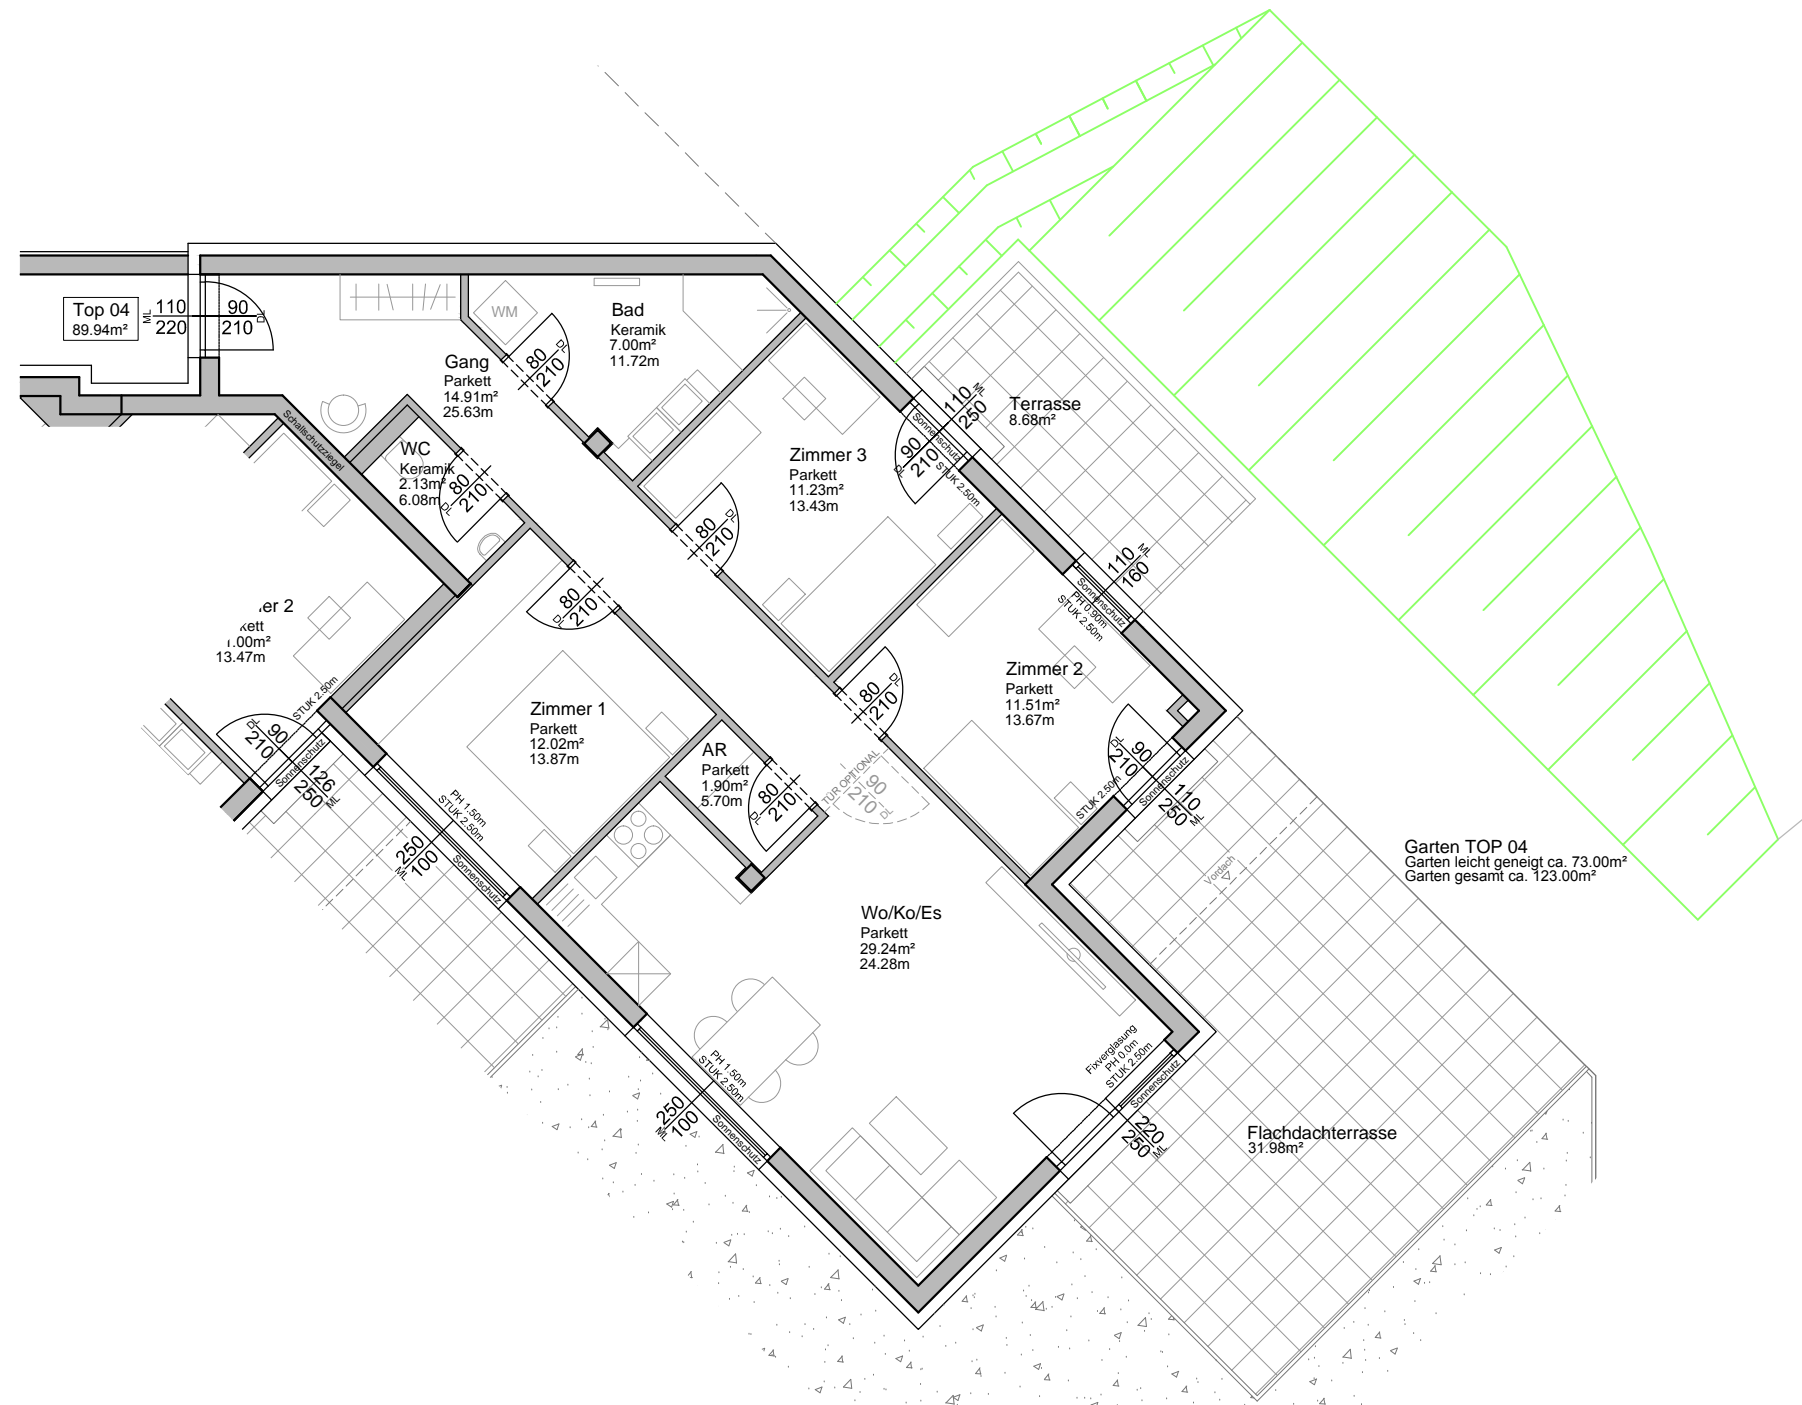 Top 04
89.94m²
ML
110
220
90
210
DL
WM
Bad
Keramik
7.00m²
11.72m
80
210
DL
Gang
Parkett
14.91m²
25.63m
Schallschutzziegel
WC
Keramik
2.13m²
6.08m
80
210
DL
Zimmer 3
Parkett
11.23m²
13.43m
80
210
DL
110
250
ML
Sonnenschutz
90
210
DL
STUK 2.50m
Terrasse
8.68m²
110
160
ML
Sonnenschutz
PH 0.90m
STUK 2.50m
er 2
kett
.00m²
13.47m
STUK 2.50m
90
210
DL
Sonnenschutz
126
250
ML
80
210
DL
Zimmer 1
Parkett
12.02m²
13.87m
PH 1.50m
STUK 2.50m
250
100
ML
Sonnenschutz
AR
Parkett
1.90m²
5.70m
80
210
DL
TÜR OPTIONAL
90
210
DL
80
210
DL
Zimmer 2
Parkett
11.51m²
13.67m
90
210
DL
STUK 2.50m
Sonnenschutz
110
250
ML
Vordach
Garten TOP 04
Garten leicht geneigt ca. 73.00m²
Garten gesamt ca. 123.00m²
Wo/Ko/Es
Parkett
29.24m²
24.28m
PH 1.50m
STUK 2.50m
250
100
ML
Sonnenschutz
Fixverglasung
PH 0.0m
STUK 2.50m
Sonnenschutz
220
250
ML
Flachdachterrasse
31.98m²